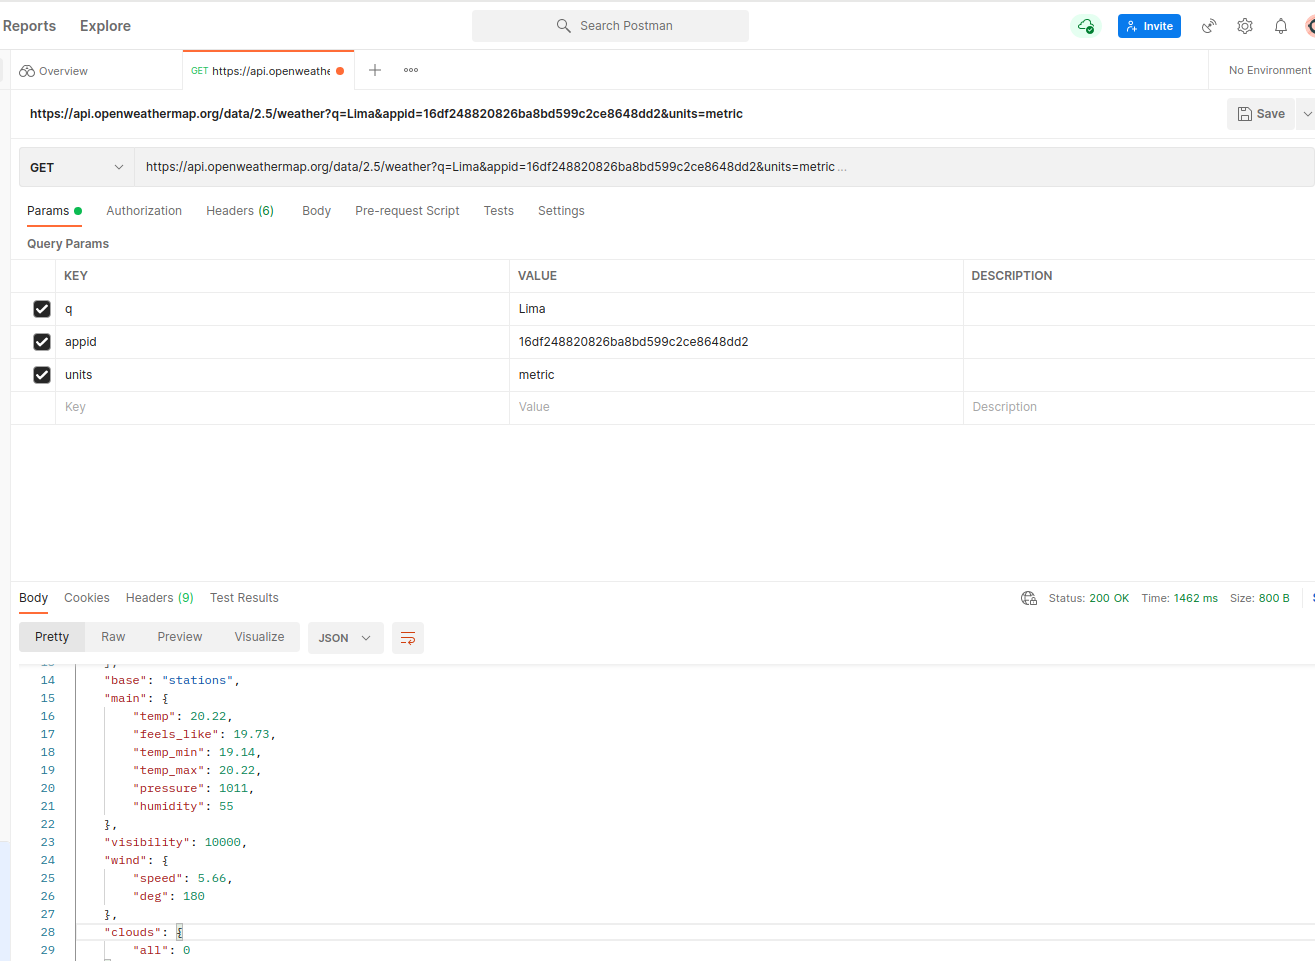 Reports Explore Search Postman Invite
Overview GET https://api.openweathe No Environment
https://api.openweathermap.org/data/2.5/weather?q=Lima&appid=16df248820826ba8bd599c2ce8648dd2&units=metric Save
GET https://api.openweathermap.org/data/2.5/weather?q=Lima&appid=16df248820826ba8bd599c2ce8648dd2&units=metric ...
Params Authorization Headers (6) Body Pre-request Script Tests Settings
Query Params
KEY VALUE DESCRIPTION
q Lima
appid 16df248820826ba8bd599c2ce8648dd2
units metric
Key Value Description
Body Cookies Headers (9) Test Results Status: 200 OK Time: 1462 ms Size: 800 B
Pretty Raw Preview Visualize JSON
14 "base": "stations",
15 "main": {
16 "temp": 20.22,
17 "feels_like": 19.73,
18 "temp_min": 19.14,
19 "temp_max": 20.22,
20 "pressure": 1011,
21 "humidity": 55
22 },
23 "visibility": 10000,
24 "wind": {
25 "speed": 5.66,
26 "deg": 180
27 },
28 "clouds": {
29 "all": 0